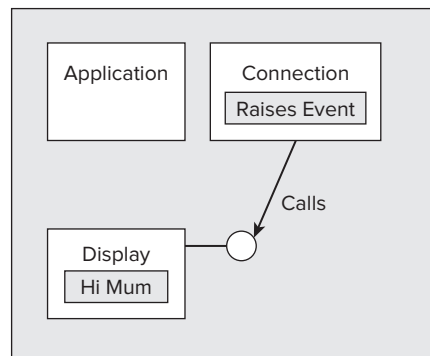 Application
Connection
Raises Event
Calls
Display
Hi Mum